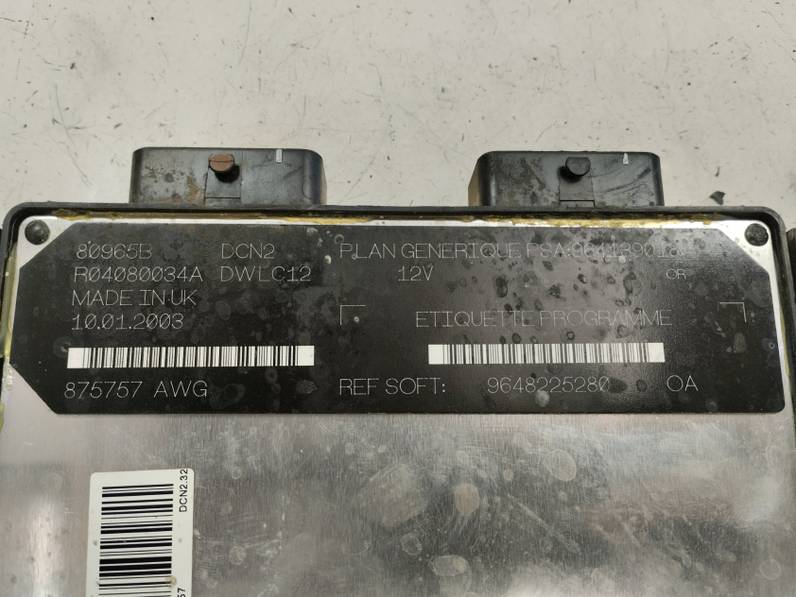 80965B DCN2 PLAN GENERIQUE PSA:
R04080034A DWLC12 12V OR
MADE IN UK
10.01.2003 ETIQUETTE PROGRAMME
875757 AWG REF SOFT: 9648225280 OA
DCN2.32